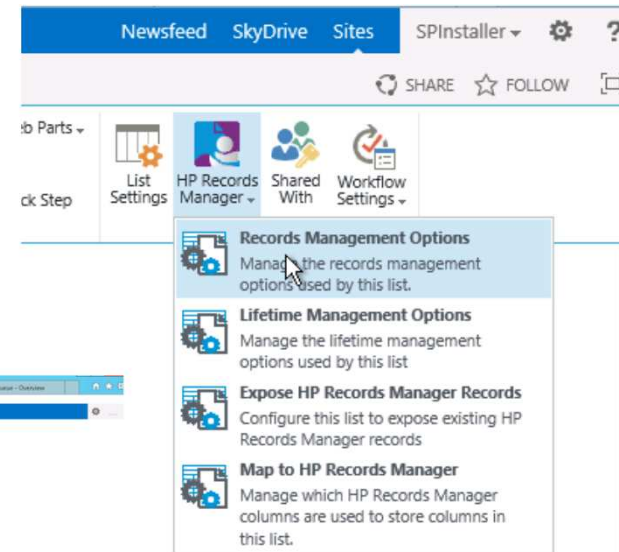 Newsfeed SkyDrive Sites SPInstaller ?
SHARE FOLLOW
eb Parts
ck Step
List Settings
HP Records Manager
Shared With
Workflow Settings
Records Management Options
Manage the records management
options used by this list.
Lifetime Management Options
Manage the lifetime management
options used by this list
Expose HP Records Manager Records
Configure this list to expose existing HP
Records Manager records
Map to HP Records Manager
Manage which HP Records Manager
columns are used to store columns in
this list.
- Overview